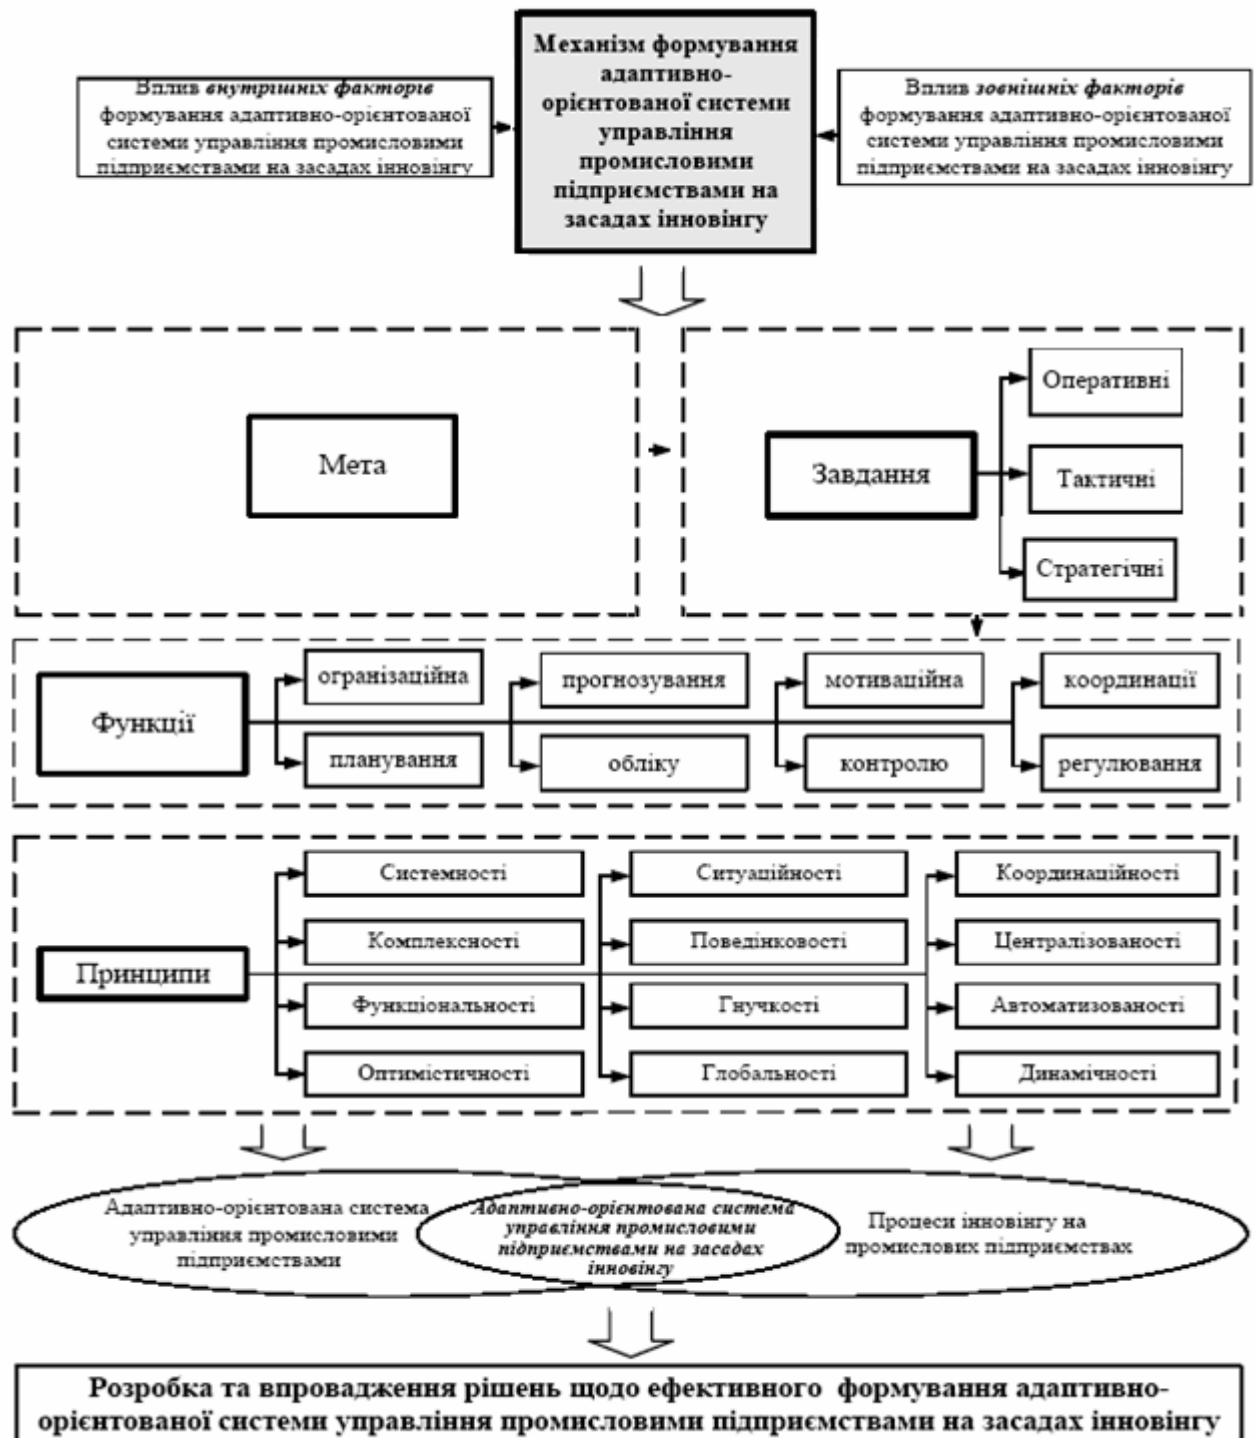 Механізм формування
адаптивно-
орієнтованої системи
управління
промисловими
підприємствами на
засадах інновінгу
Вплив внутрішніх факторів
формування адаптивно-орієнтованої
системи управління промисловими
підприємствами на засадах інновінгу
Вплив зовнішніх факторів
формування адаптивно-орієнтованої
системи управління промисловими
підприємствами на засадах інновінгу
Мета
Завдання
Оперативні
Тактичні
Стратегічні
Функції
огранізаційна
прогнозування
мотиваційна
координації
планування
обліку
контролю
регулювання
Принципи
Системності
Ситуаційності
Координаційності
Комплексності
Поведінковості
Централізованості
Функціональності
Гнучкості
Автоматизованості
Оптимістичності
Глобальності
Динамічності
Адаптивно-орієнтована система
управління промисловими
підприємствами
Адаптивно-орієнтована система
управління промисловими
підприємствами на засадах
інновінгу
Процеси інновінгу на
промислових підприємствах
Розробка та впровадження рішень щодо ефективного формування адаптивно-
орієнтованої системи управління промисловими підприємствами на засадах інновінгу